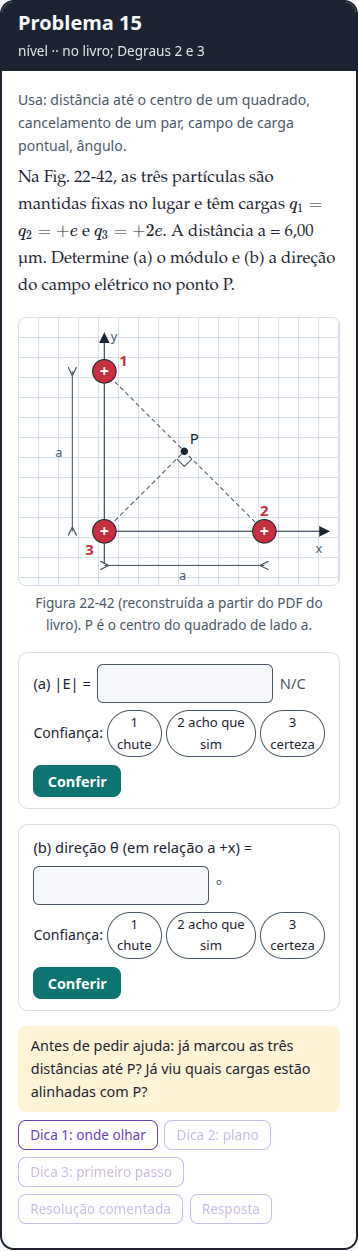 Problema 15
nível ·· no livro; Degraus 2 e 3
Usa: distância até o centro de um quadrado,
cancelamento de um par, campo de carga
pontual, ângulo.
Na Fig. 22-42, as três partículas são
mantidas fixas no lugar e têm cargas q₁ =
q₂ = +e e q₃ = +2e. A distância a = 6,00
μm. Determine (a) o módulo e (b) a direção
do campo elétrico no ponto P.
y
+ 1
P
a
+ 3
2 +
x
a
Figura 22-42 (reconstruída a partir do PDF do
livro). P é o centro do quadrado de lado a.
(a) |E| = N/C
Confiança: 1 chute 2 acho que sim 3 certeza
Conferir
(b) direção θ (em relação a +x) =
°
Confiança: 1 chute 2 acho que sim 3 certeza
Conferir
Antes de pedir ajuda: já marcou as três
distâncias até P? Já viu quais cargas estão
alinhadas com P?
Dica 1: onde olhar Dica 2: plano
Dica 3: primeiro passo
Resolução comentada Resposta